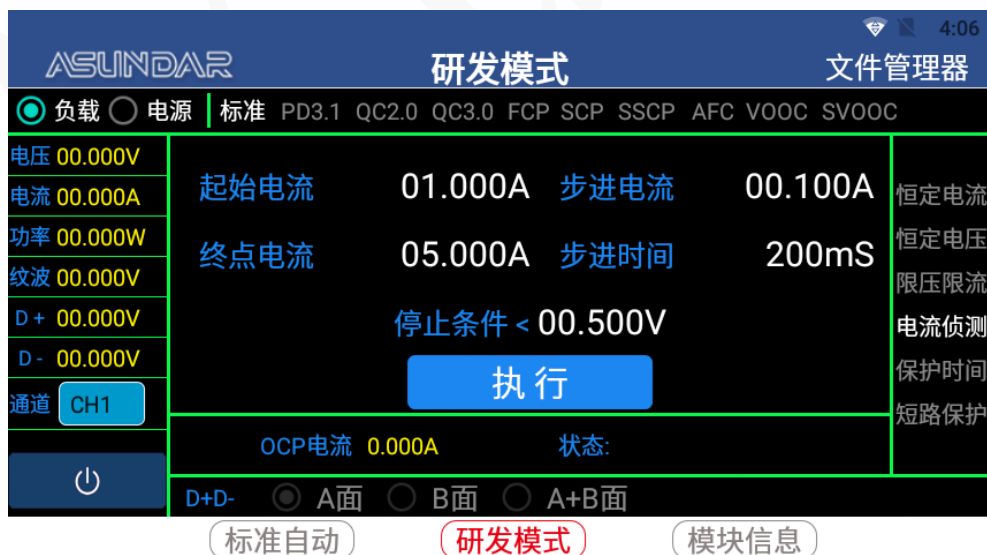 4:06
ASUNDAR 研发模式 文件管理器
负载 电源 标准 PD3.1 QC2.0 QC3.0 FCP SCP SSCP AFC VOOC SVOOC
电压 00.000V
电流 00.000A
功率 00.000W
纹波 00.000V
D+ 00.000V
D- 00.000V
通道 CH1
起始电流 01.000A 步进电流 00.100A
终点电流 05.000A 步进时间 200mS
停止条件 < 00.500V
执行
OCP电流 0.000A 状态:
D+D- A面 B面 A+B面
恒定电流
恒定电压
限压限流
电流侦测
保护时间
短路保护
标准自动 研发模式 模块信息